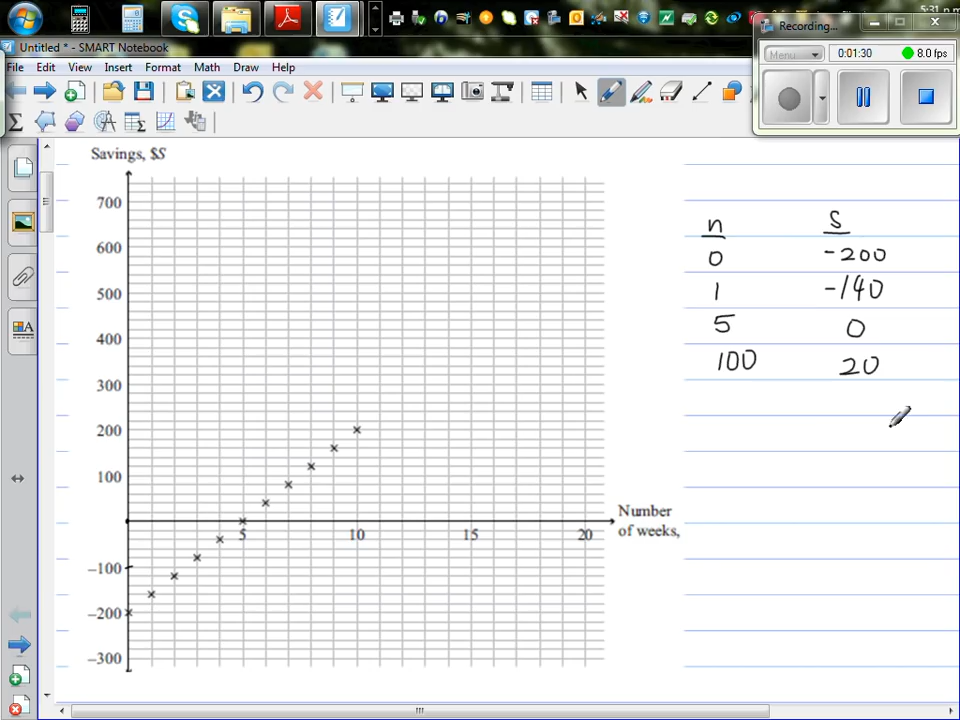 5:31 p.m
Recording...
Untitled * - SMART Notebook
Menu
0:01:30
8.0 fps
File Edit View Insert Format Math Draw Help
Savings, $S
700
600
500
400
300
200
100
-100
-200
-300
5 10 15 20
Number
of weeks,
n S
0 -200
1 -140
5 0
100 20